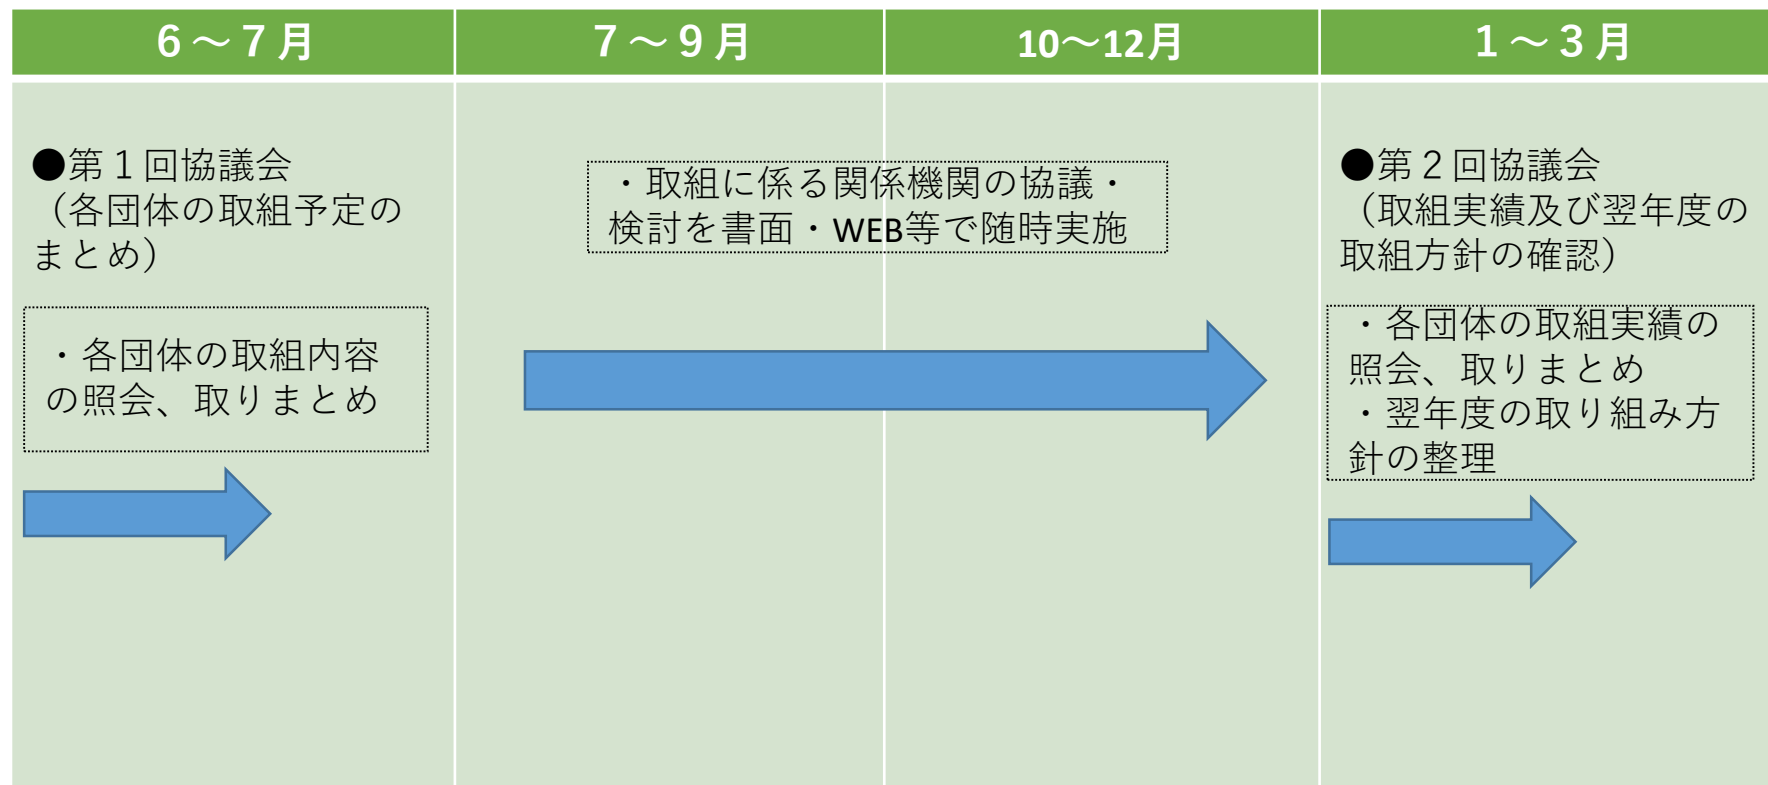 6～7月
7～9月
10～12月
1～3月
●第1回協議会
（各団体の取組予定の
まとめ）
・各団体の取組内容
の照会、取りまとめ
・取組に係る関係機関の協議・
検討を書面・WEB等で随時実施
●第2回協議会
（取組実績及び翌年度の
取組方針の確認）
・各団体の取組実績の
照会、取りまとめ
・翌年度の取り組み方
針の整理